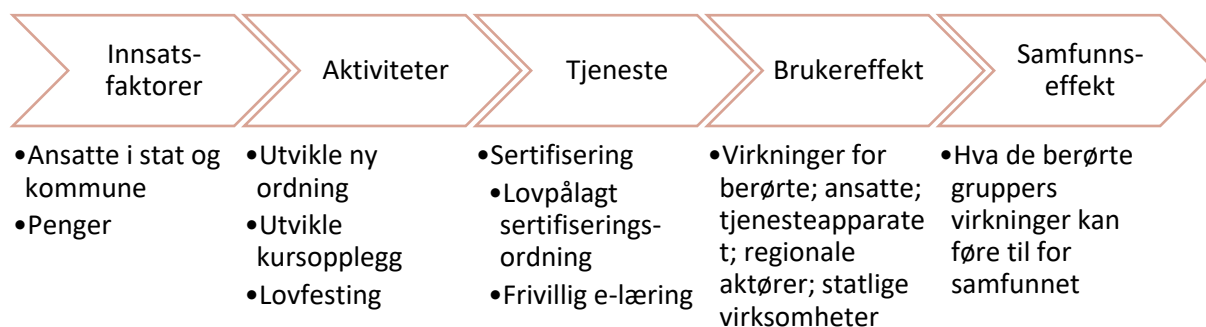 Innsats-
faktorer
Aktiviteter
Tjeneste
Brukereffekt
Samfunns-
effekt
•Ansatte i stat og
kommune
•Penger
•Utvikle ny
ordning
•Utvikle
kursopplegg
•Lovfesting
•Sertifisering
•Lovpålagt
sertifiserings-
ordning
•Frivillig e-læring
•Virkninger for
berørte; ansatte;
tjenesteapparate
t; regionale
aktører; statlige
virksomheter
•Hva de berørte
gruppers
virkninger kan
føre til for
samfunnet